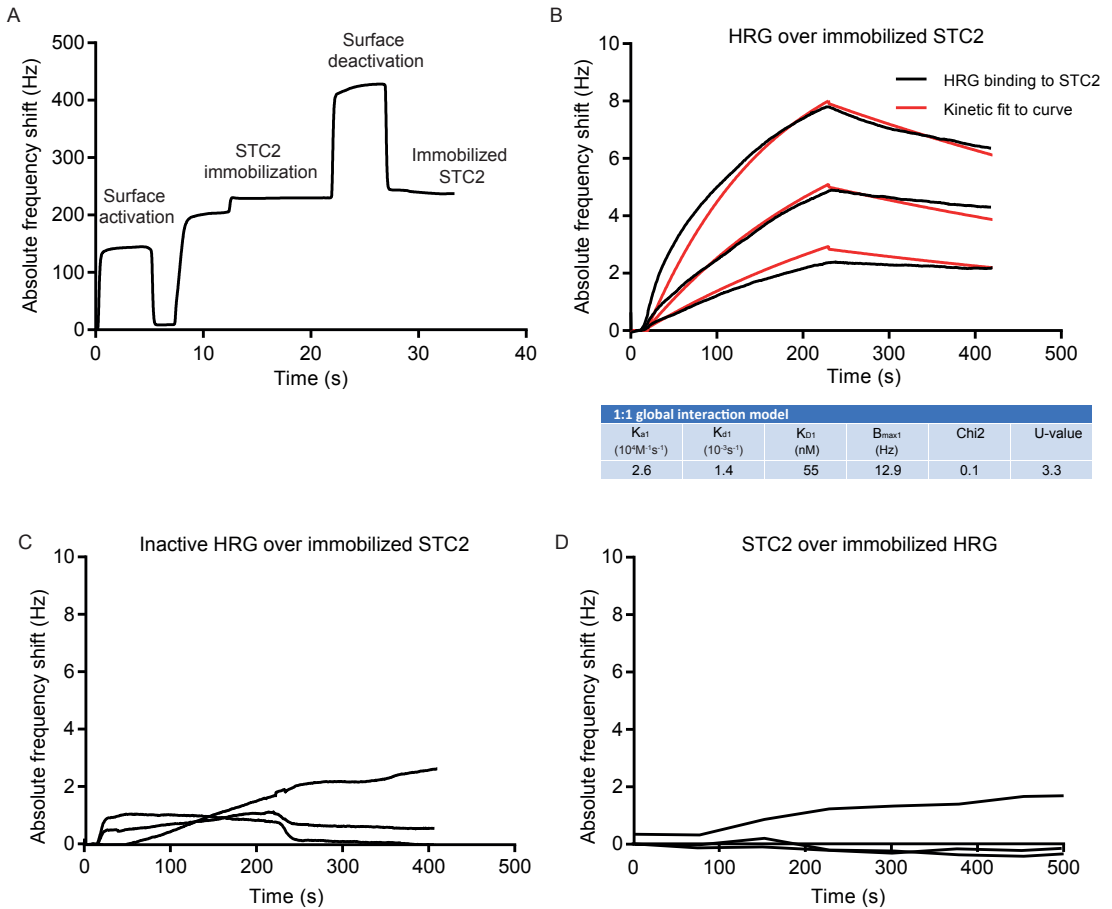 A
Absolute frequency shift (Hz)
500
400
300
200
100
0
Surface
activation
STC2
immobilization
Surface
deactivation
Immobilized
STC2
0
10
20
30
40
Time (s)
B
HRG over immobilized STC2
Absolute frequency shift (Hz)
10
8
6
4
2
0
HRG binding to STC2
Kinetic fit to curve
0
100
200
300
400
500
Time (s)
1:1 global interaction model
Ka1 Kd1 KD1 Bmax1 Chi2 U-value
(10⁴M⁻¹s⁻¹) (10⁻³s⁻¹) (nM) (Hz)
2.6 1.4 55 12.9 0.1 3.3
C
Inactive HRG over immobilized STC2
Absolute frequency shift (Hz)
10
8
6
4
2
0
0
100
200
300
400
500
Time (s)
D
STC2 over immobilized HRG
Absolute frequency shift (Hz)
10
8
6
4
2
0
0
100
200
300
400
500
Time (s)